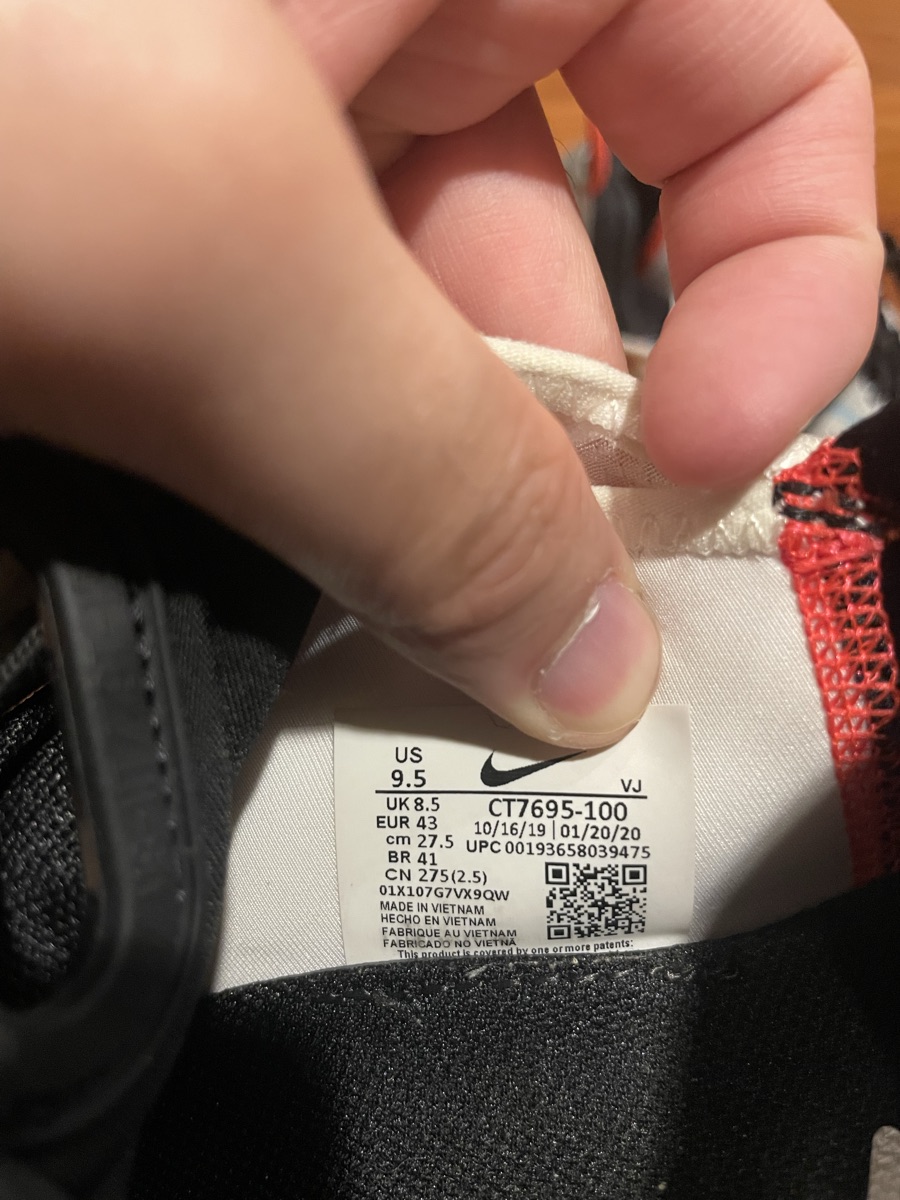 US
9.5
VJ
UK 8.5
CT7695-100
EUR 43
10/16/19 | 01/20/20
cm 27.5
UPC 00193658039475
BR 41
CN 275(2.5)
01X107G7VX9QW
MADE IN VIETNAM
HECHO EN VIETNAM
FABRIQUE AU VIETNAM
FABRICADO NO VIETNÃ
This product is covered by one or more patents: